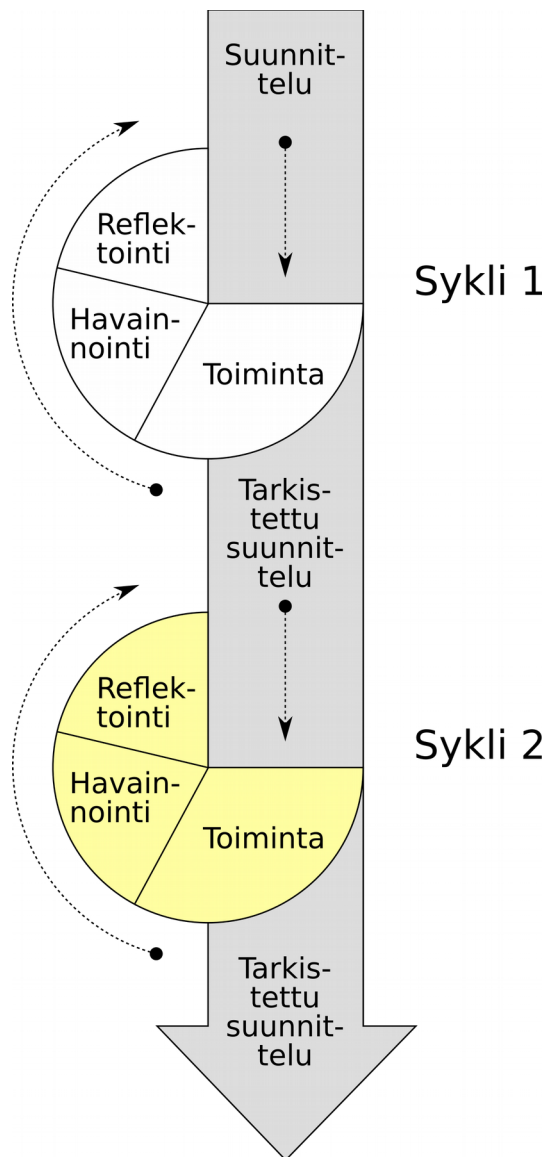 Suunnit-
telu
Reflek-
tointi
Sykli 1
Havain-
nointi
Toiminta
Tarkis-
tettu
suunnit-
telu
Reflek-
tointi
Sykli 2
Havain-
nointi
Toiminta
Tarkis-
tettu
suunnit-
telu